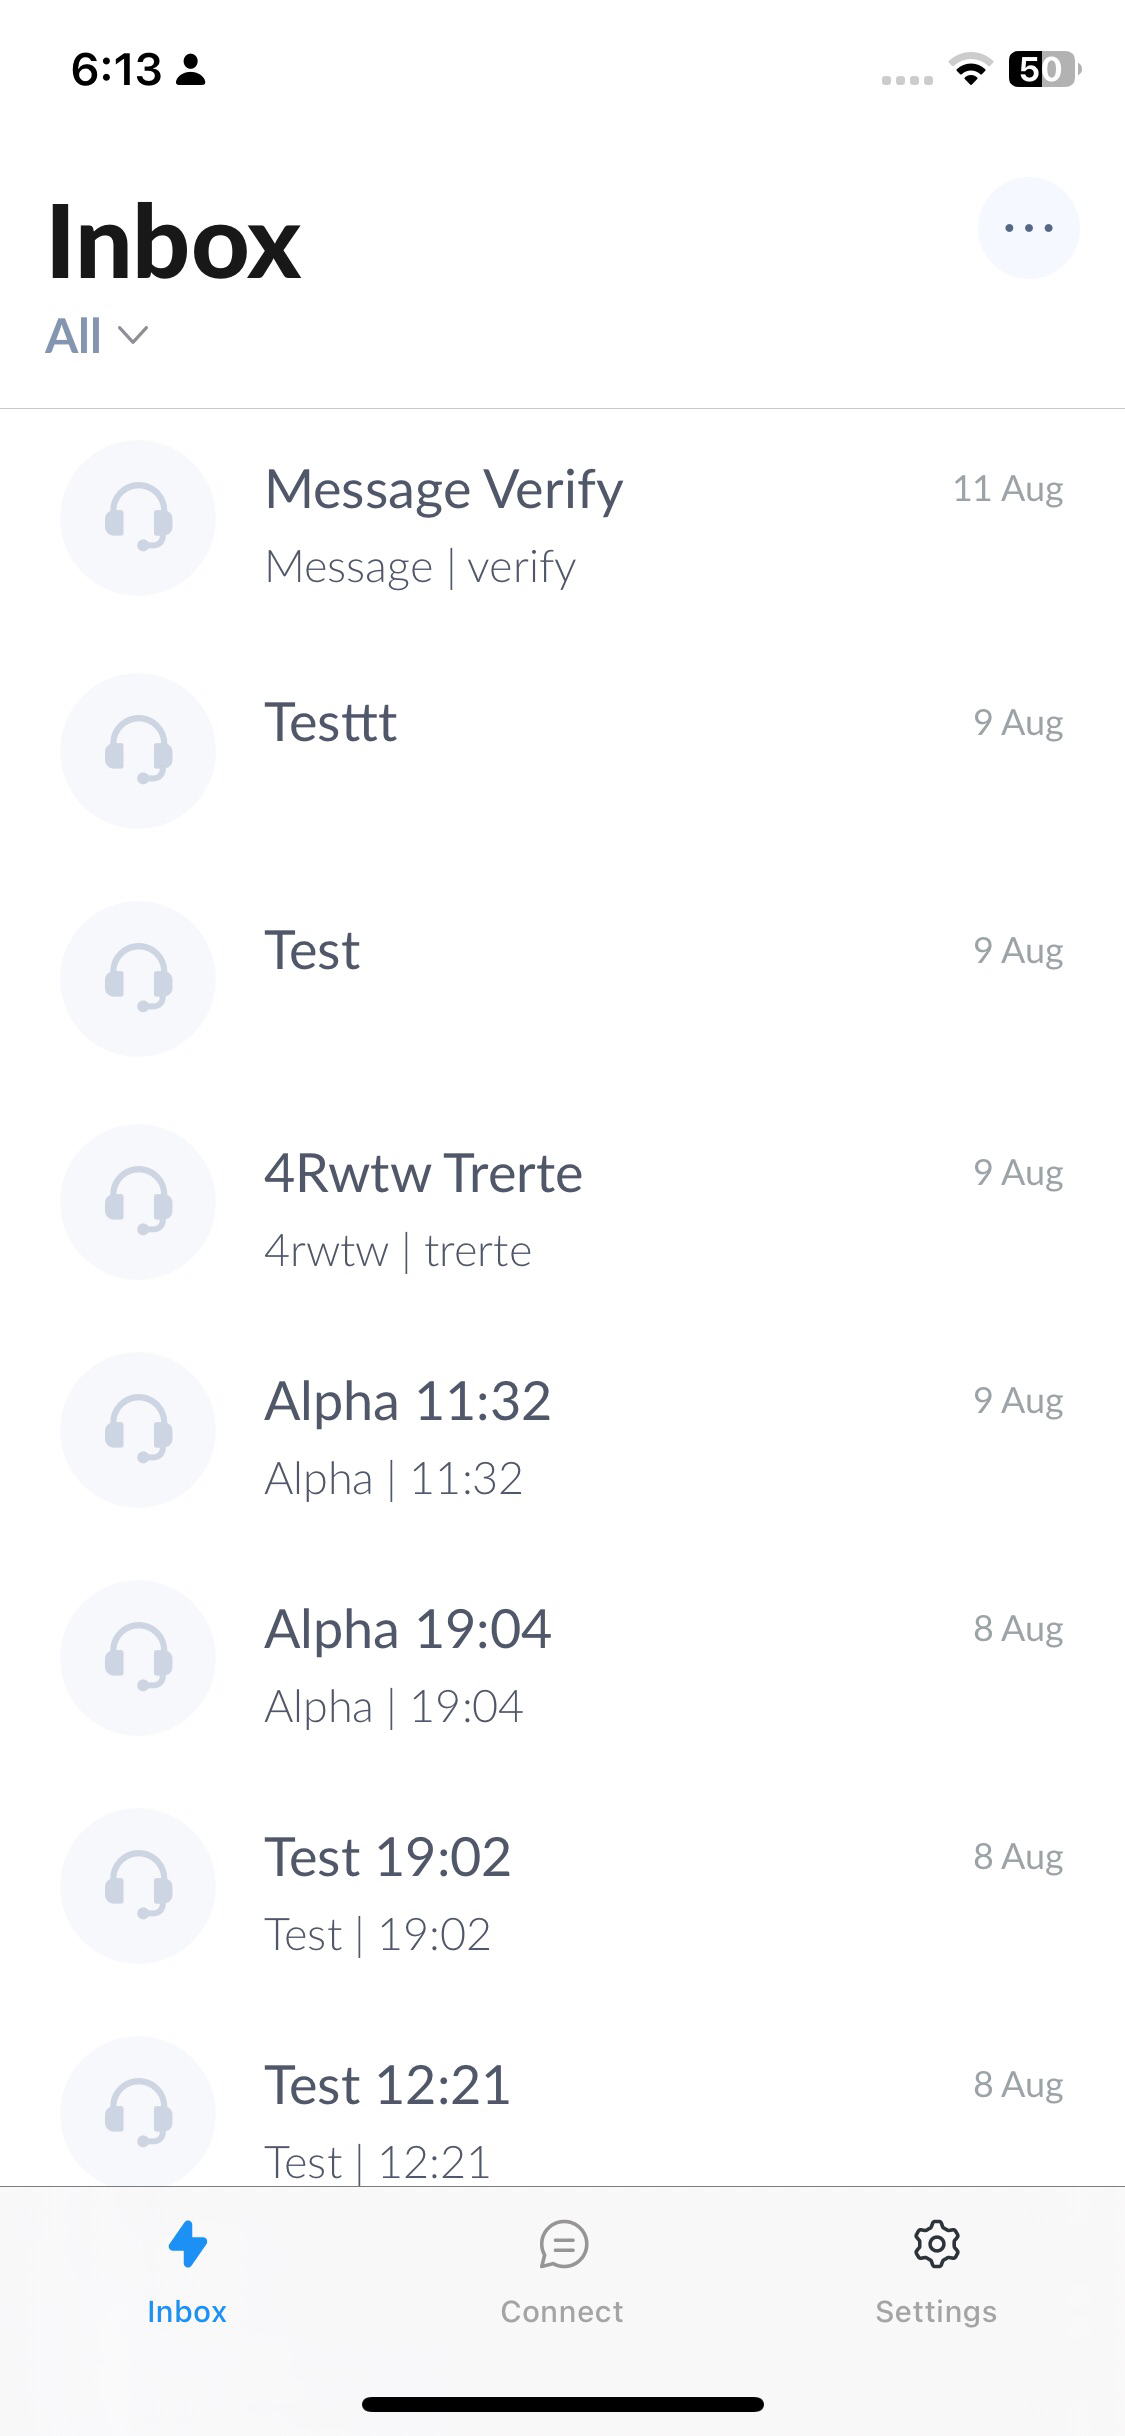 6:13
50
Inbox
All
Message Verify
11 Aug
Message | verify
Testtt
9 Aug
Test
9 Aug
4Rwtw Trerte
9 Aug
4rwtw | trerte
Alpha 11:32
9 Aug
Alpha | 11:32
Alpha 19:04
8 Aug
Alpha | 19:04
Test 19:02
8 Aug
Test | 19:02
Test 12:21
8 Aug
Test | 12:21
Inbox
Connect
Settings